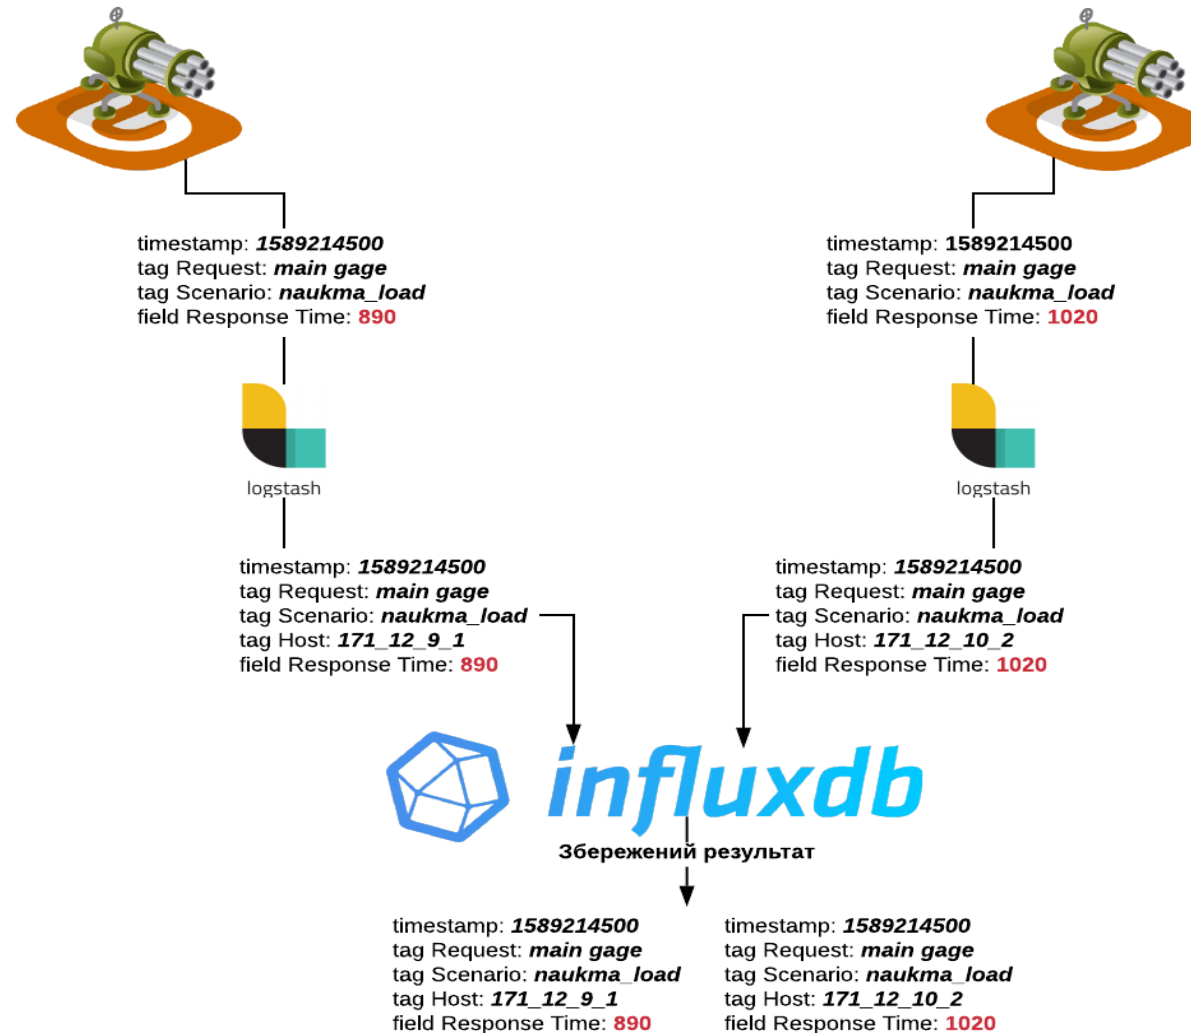 timestamp: 1589214500
tag Request: main gage
tag Scenario: naukma_load
field Response Time: 890
timestamp: 1589214500
tag Request: main gage
tag Scenario: naukma_load
field Response Time: 1020
logstash
logstash
timestamp: 1589214500
tag Request: main gage
tag Scenario: naukma_load
tag Host: 171_12_9_1
field Response Time: 890
timestamp: 1589214500
tag Request: main gage
tag Scenario: naukma_load
tag Host: 171_12_10_2
field Response Time: 1020
influxdb
Збережений результат
timestamp: 1589214500
tag Request: main gage
tag Scenario: naukma_load
tag Host: 171_12_9_1
field Response Time: 890
timestamp: 1589214500
tag Request: main gage
tag Scenario: naukma_load
tag Host: 171_12_10_2
field Response Time: 1020